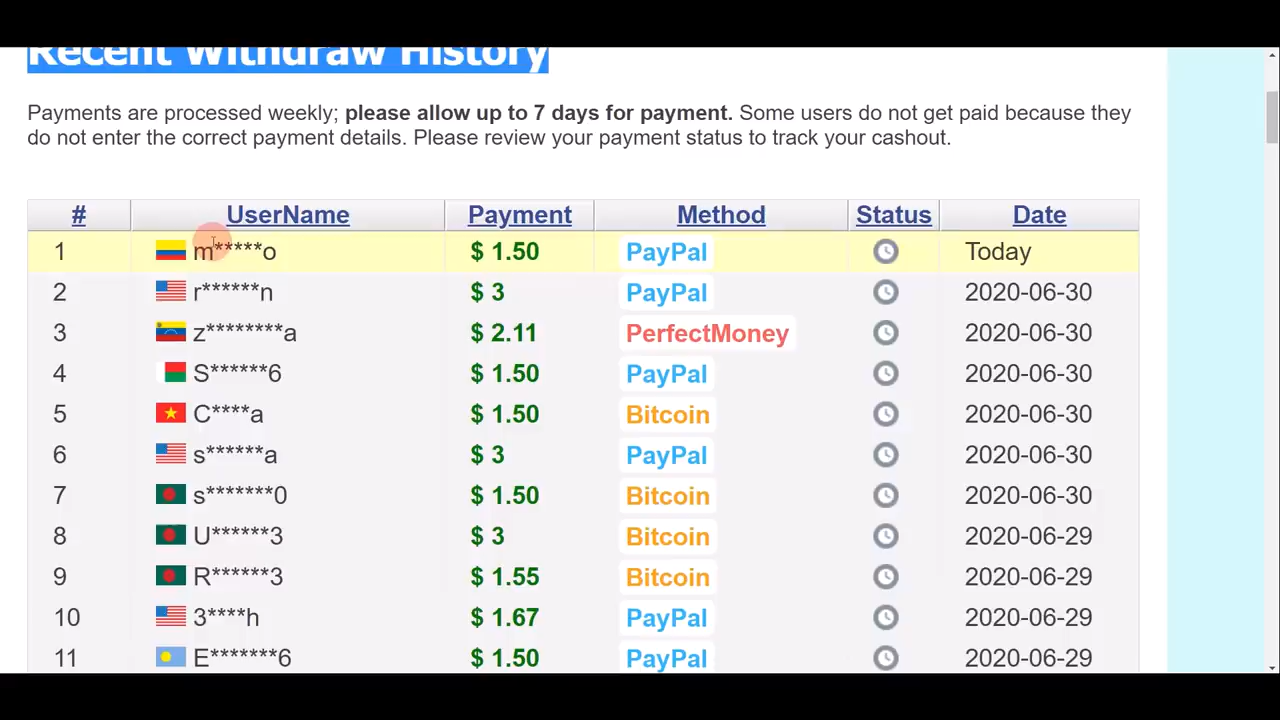 Recent Withdraw History
Payments are processed weekly; please allow up to 7 days for payment. Some users do not get paid because they
do not enter the correct payment details. Please review your payment status to track your cashout.
# UserName Payment Method Status Date
1 m*****o $ 1.50 PayPal Today
2 r******n $ 3 PayPal 2020-06-30
3 z********a $ 2.11 PerfectMoney 2020-06-30
4 S******6 $ 1.50 PayPal 2020-06-30
5 C****a $ 1.50 Bitcoin 2020-06-30
6 s******a $ 3 PayPal 2020-06-30
7 s*******0 $ 1.50 Bitcoin 2020-06-30
8 U******3 $ 3 Bitcoin 2020-06-29
9 R******3 $ 1.55 Bitcoin 2020-06-29
10 3****h $ 1.67 PayPal 2020-06-29
11 E*******6 $ 1.50 PayPal 2020-06-29